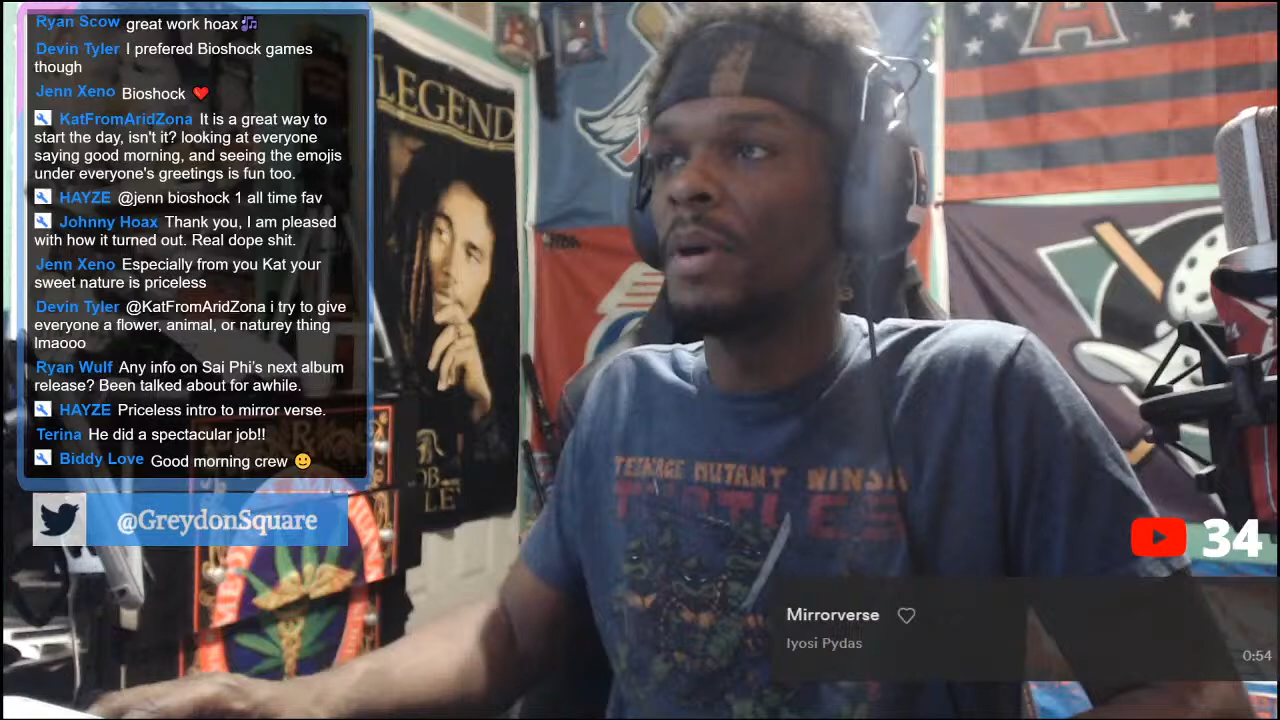 Ryan Scow great work hoax🎶
Devin Tyler I prefered Bioshock games
though
Jenn Xeno Bioshock ❤️
KatFromAridZona It is a great way to
start the day, isn't it? looking at everyone
saying good morning, and seeing the emojis
under everyone's greetings is fun too.
HAYZE @jenn bioshock 1 all time fav
Johnny Hoax Thank you, I am pleased
with how it turned out. Real dope shit.
Jenn Xeno Especially from you Kat your
sweet nature is priceless
Devin Tyler @KatFromAridZona i try to give
everyone a flower, animal, or naturey thing
lmaooo
Ryan Wulf Any info on Sai Phi's next album
release? Been talked about for awhile.
HAYZE Priceless intro to mirror verse.
Terina He did a spectacular job!!
Biddy Love Good morning crew 🙂
@GreydonSquare
LEGEND
A
TEENAGE MUTANT NINJA
TURTLES
34
Mirrorverse
Iyosi Pydas
0:54